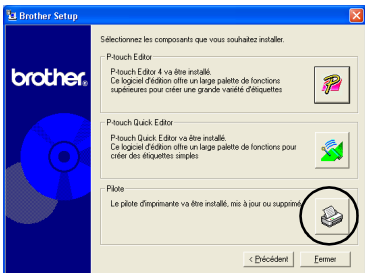 Brother Setup
Sélectionnez les composants que vous souhaitez installer.
brother®
P-touch Editor
P-touch Editor 4 va être installé.
Ce logiciel d'édition offre un large palette de fonctions
supérieures pour créer une grande variété d'étiquettes
P-touch Quick Editor
P-touch Quick Editor va être installé.
Ce logiciel d'édition offre un large palette de fonctions pour
créer des étiquettes simples
Pilote
Le pilote d'imprimante va être installé, mis à jour ou supprimé
< Précédent
Fermer